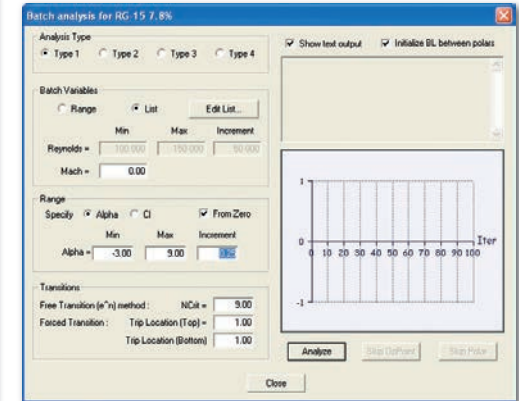 Batch analysis for RG-15 7.8%
Analysis Type
Type 1 Type 2 Type 3 Type 4
Batch Variables
Range List Edit List...
Min Max Increment
Reynolds = 100 000 150 000 50 000
Mach = 0.00
Range
Specify Alpha Cl From Zero
Min Max Increment
Alpha = -3.00 9.00
Transitions
Free Transition (e^n) method : NCrit = 9.00
Forced Transition : Trip Location (Top) = 1.00
Trip Location (Bottom) 1.00
Show text output Initialize BL between polars
1
0
-1
0 10 20 30 40 50 60 70 80 90 100
Iter
Analyze Skip OpPoint Skip Polar
Close